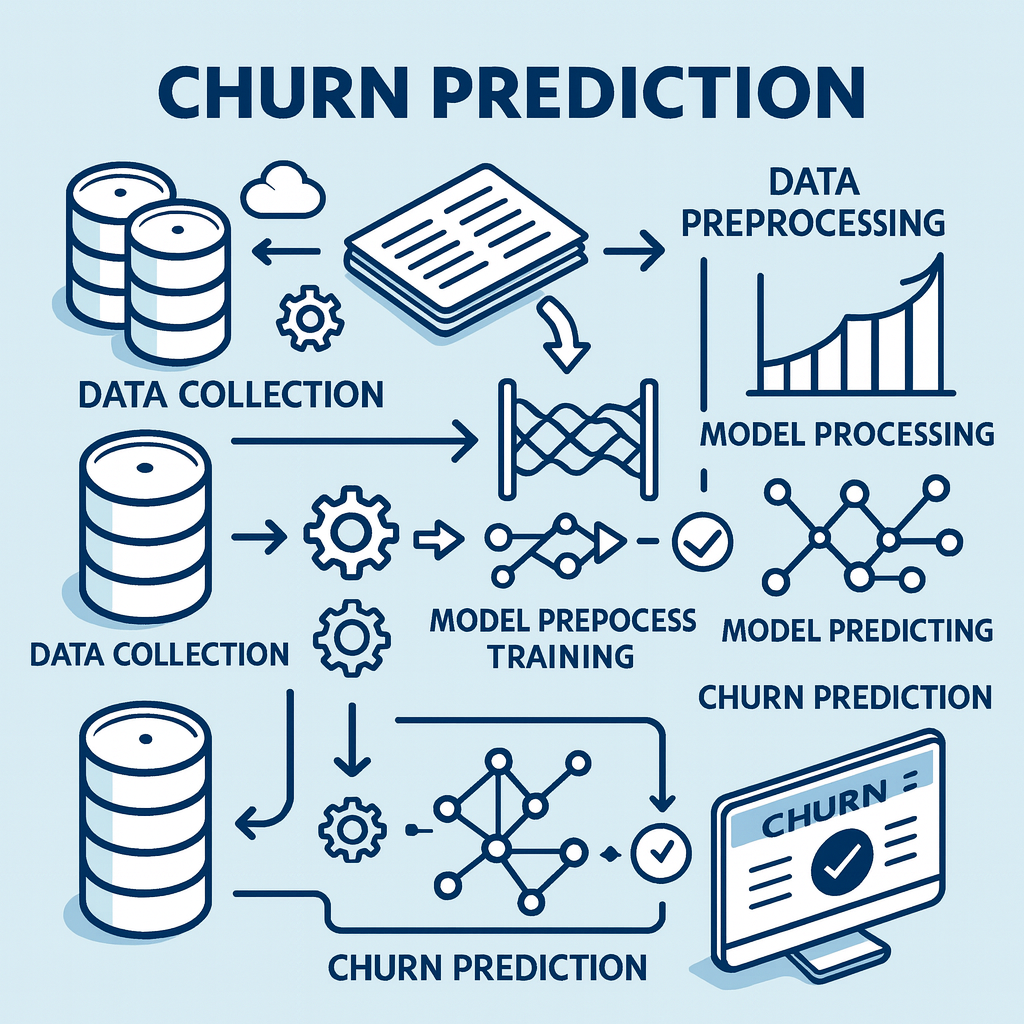 CHURN PREDICTION
DATA
PREPROCESSING
DATA COLLECTION
MODEL PROCESSING
DATA COLLECTION
MODEL PREPOCESS
TRAINING
MODEL PREDICTING
CHURN PREDICTION
CHURN
CHURN PREDICTION